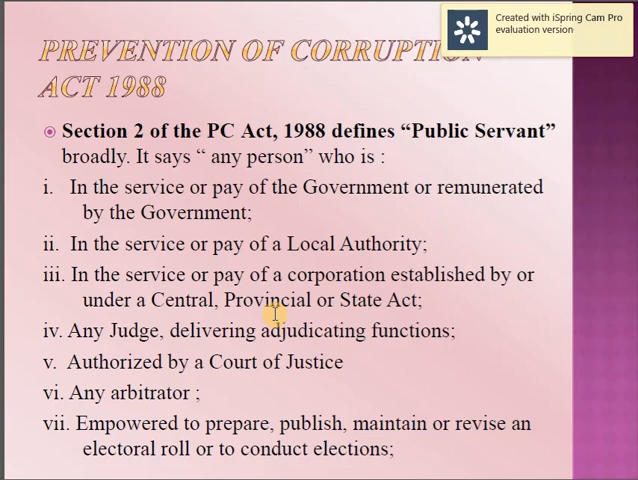 Created with iSpring Cam Pro
evaluation version
PREVENTION OF CORRUPTION
ACT 1988
Section 2 of the PC Act, 1988 defines “Public Servant”
broadly. It says “ any person” who is :
i. In the service or pay of the Government or remunerated
by the Government;
ii. In the service or pay of a Local Authority;
iii. In the service or pay of a corporation established by or
under a Central, Provincial or State Act;
iv. Any Judge, delivering adjudicating functions;
v. Authorized by a Court of Justice
vi. Any arbitrator ;
vii. Empowered to prepare, publish, maintain or revise an
electoral roll or to conduct elections;